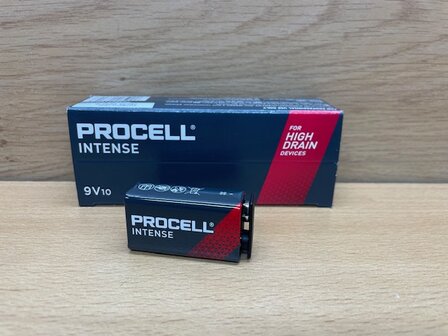 PROCELL®
INTENSE
FOR
HIGH
DRAIN
DEVICES
9V10
PROCELL®
INTENSE